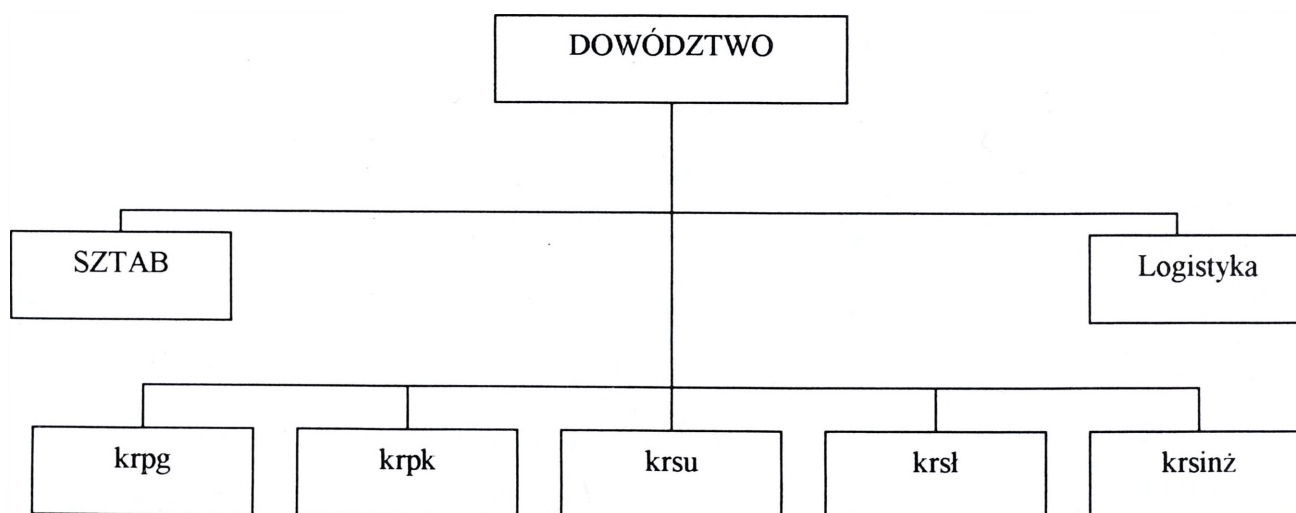 DOWÓDZTWO
SZTAB
Logistyka
krpg
krpk
krsu
krsł
krsinż